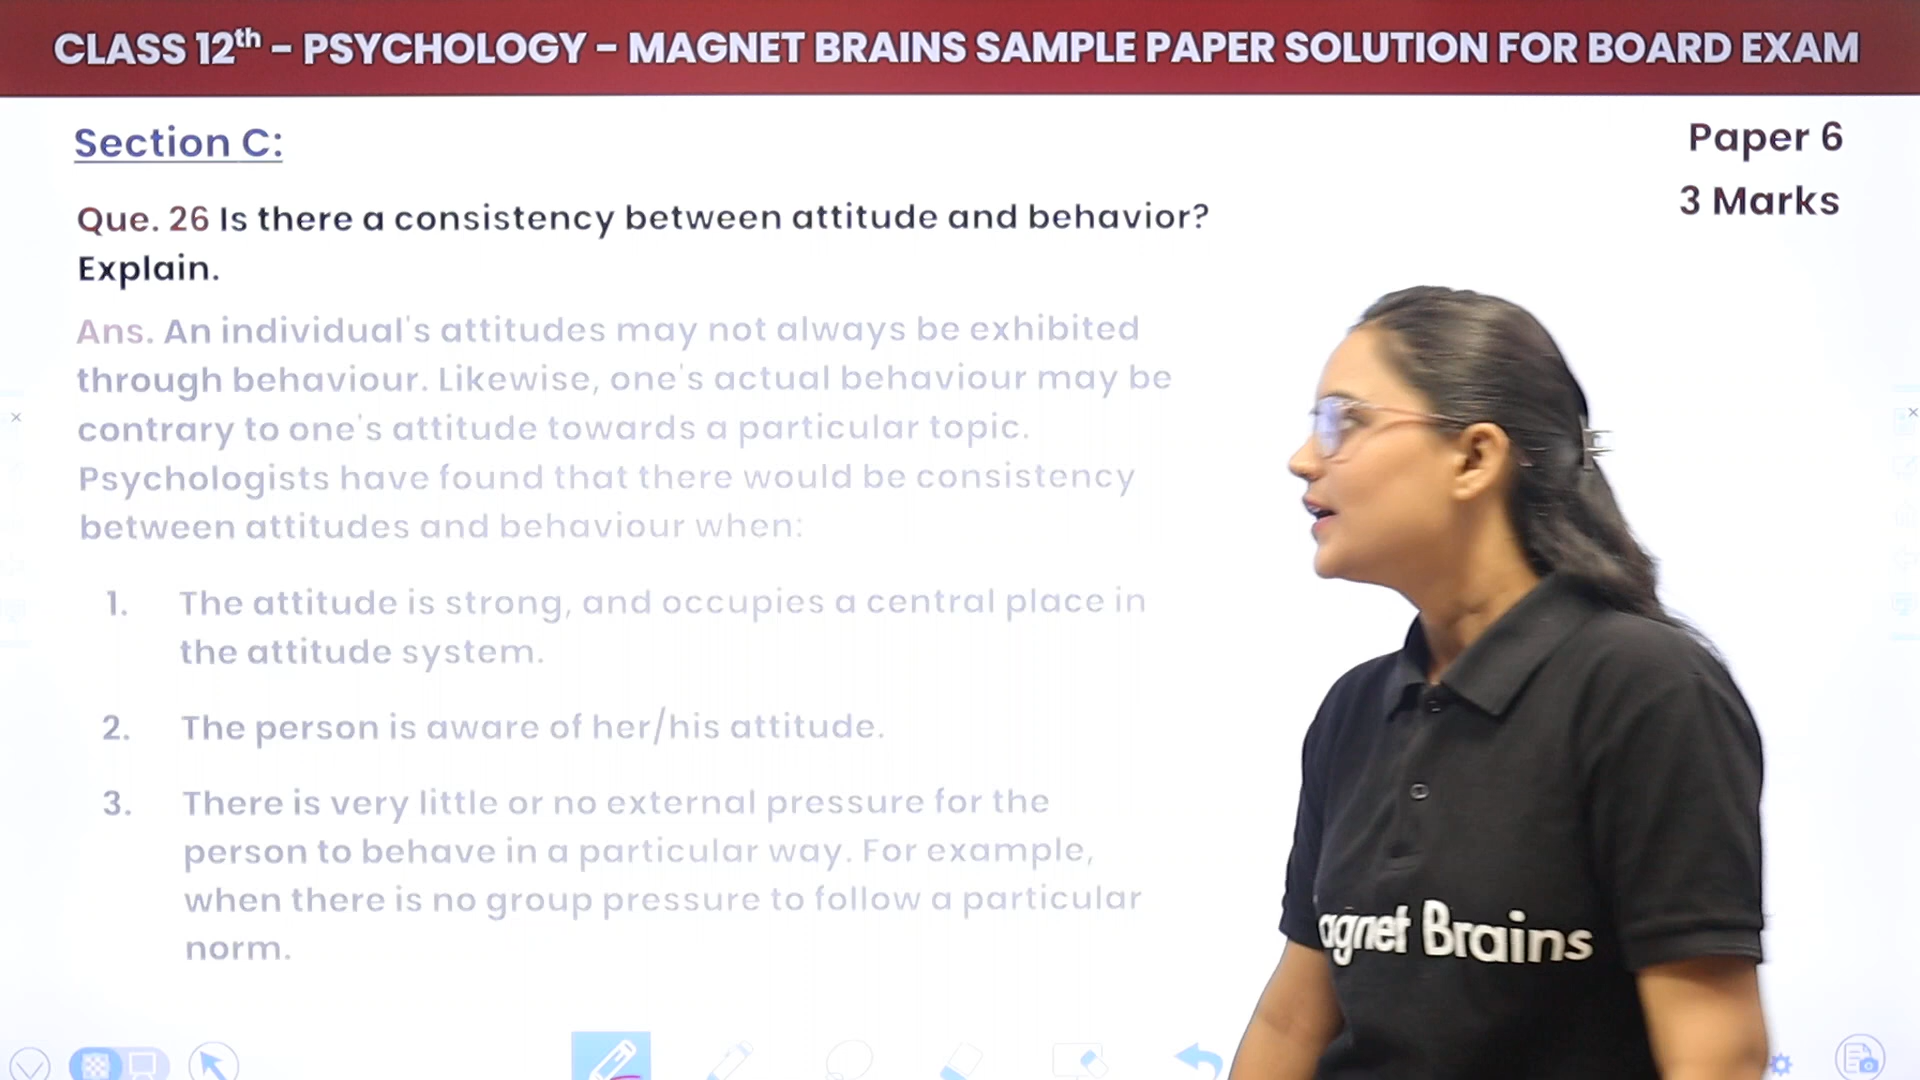 CLASS 12th – PSYCHOLOGY – MAGNET BRAINS SAMPLE PAPER SOLUTION FOR BOARD EXAM
Section C:
Paper 6
3 Marks
Que. 26 Is there a consistency between attitude and behavior?
Explain.
Ans. An individual's attitudes may not always be exhibited
through behaviour. Likewise, one's actual behaviour may be
contrary to one's attitude towards a particular topic.
Psychologists have found that there would be consistency
between attitudes and behaviour when:
1. The attitude is strong, and occupies a central place in
the attitude system.
2. The person is aware of her/his attitude.
3. There is very little or no external pressure for the
person to behave in a particular way. For example,
when there is no group pressure to follow a particular
norm.
agnet Brains